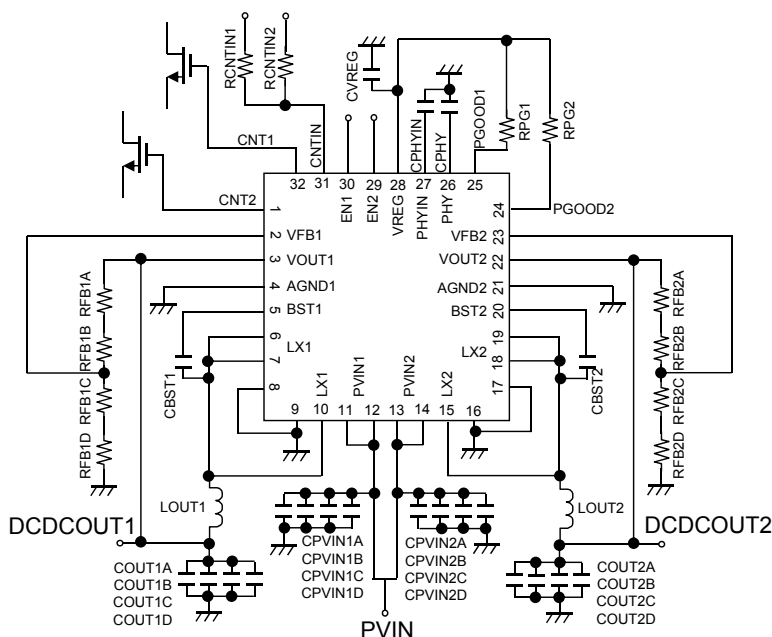 RCNTIN1
RCNTIN2
CVREG
CPHYIN
CPHY
PGOOD1
RPG1
RPG2
CNT1
CNTIN
CNT2
PGOOD2
32 31 30 29 28 27 26 25
EN1
EN2
VREG
PHYIN
PHY
1
24
2 VFB1
VFB2 23
3 VOUT1
VOUT2 22
4 AGND1
AGND2 21
5 BST1
BST2 20
6
LX1
7
8
19
LX2
18
17
LX1
PVIN1
PVIN2
LX2
9 10 11 12 13 14 15 16
RFB1A
RFB1B
RFB1C
RFB1D
CBST1
CBST2
RFB2A
RFB2B
RFB2C
RFB2D
LOUT1
LOUT2
DCDCOUT1
DCDCOUT2
COUT1A
COUT1B
COUT1C
COUT1D
CPVIN1A
CPVIN1B
CPVIN1C
CPVIN1D
CPVIN2A
CPVIN2B
CPVIN2C
CPVIN2D
COUT2A
COUT2B
COUT2C
COUT2D
PVIN